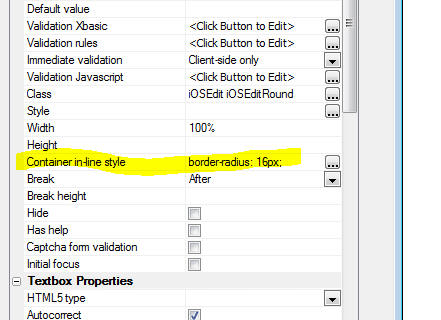 Default value
Validation Xbasic <Click Button to Edit> ...
Validation rules <Click Button to Edit> ...
Immediate validation Client-side only
Validation Javascript <Click Button to Edit> ...
Class iOSEdit iOSEditRound ...
Style ...
Width 100%
Height
Container in-line style border-radius: 16px; ...
Break After
Break height
Hide
Has help
Captcha form validation
Initial focus
Textbox Properties
HTML5 type
Autocorrect